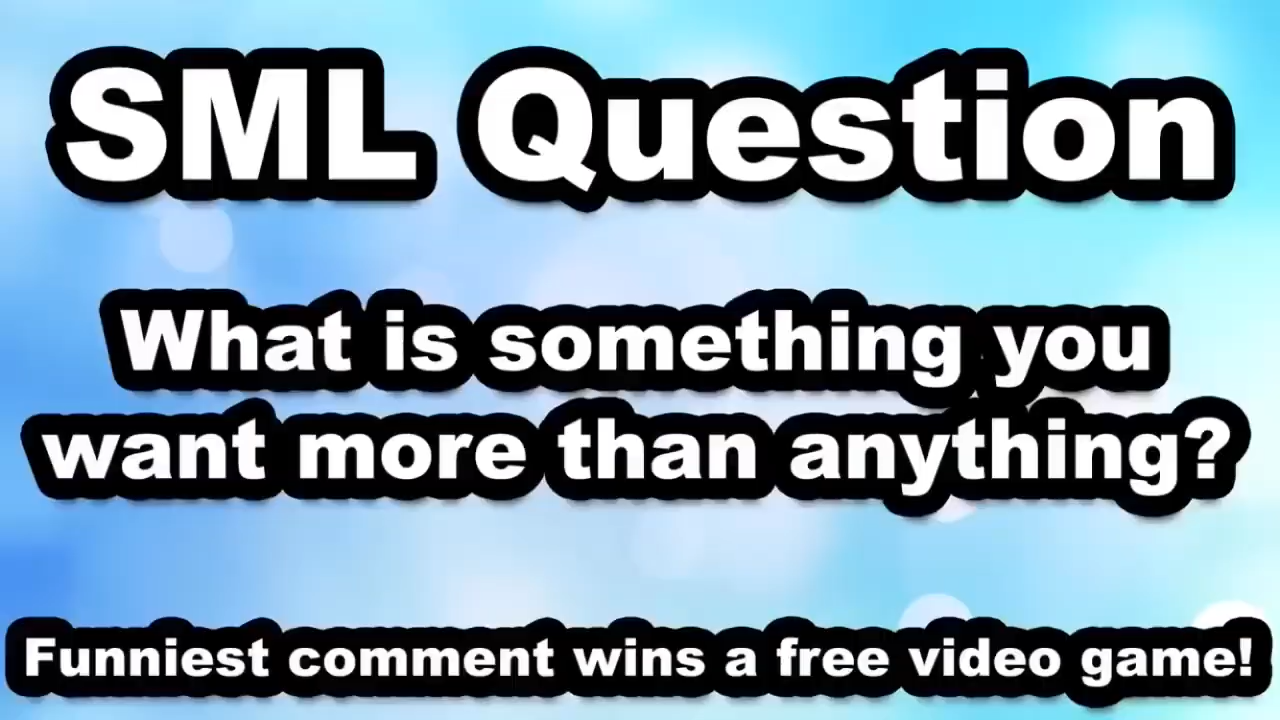 SML Question
What is something you
want more than anything?
Funniest comment wins a free video game!